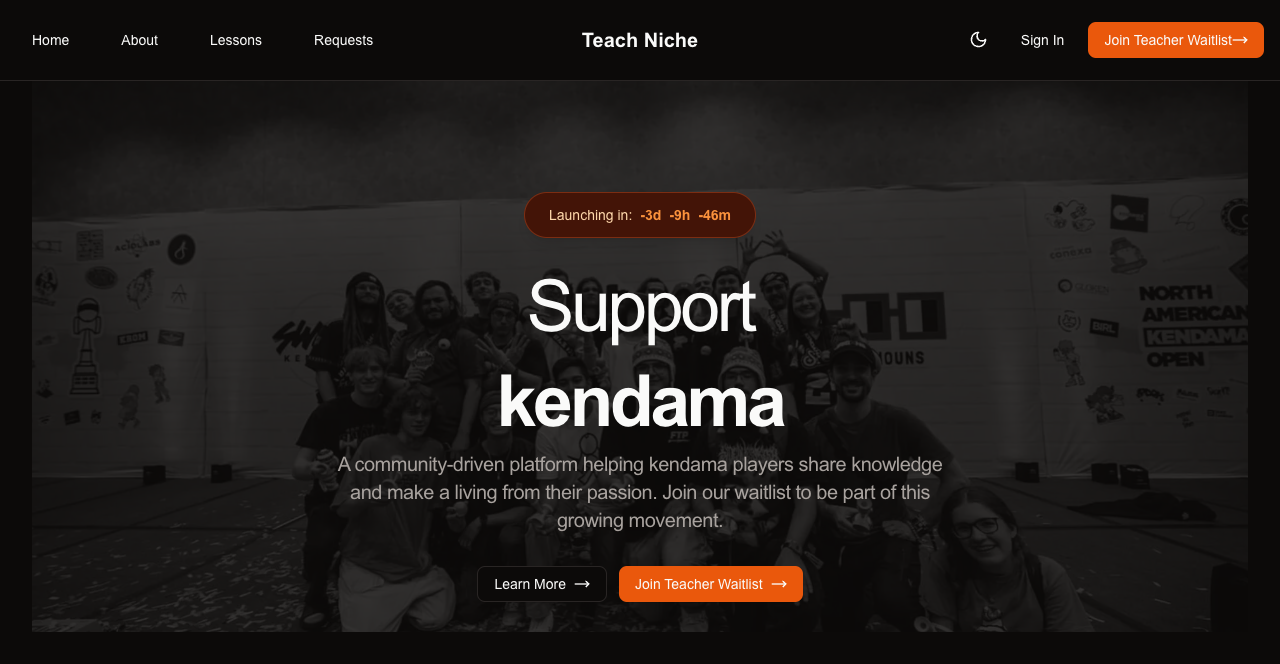 Home
About
Lessons
Requests
Teach Niche
Sign In
Join Teacher Waitlist→
Launching in: -3d -9h -46m
NORTH
AMERICAN
KENDAMA
OPEN
Support
kendama
A community-driven platform helping kendama players share knowledge
and make a living from their passion. Join our waitlist to be part of this
growing movement.
Learn More →
Join Teacher Waitlist →